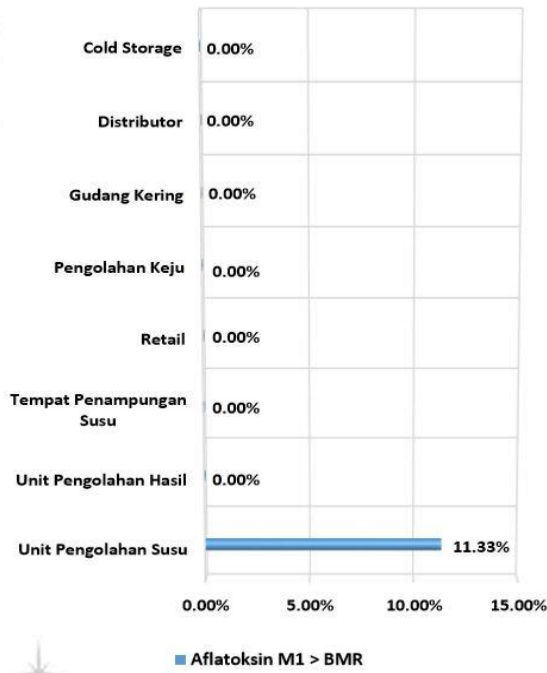 Cold Storage 0.00%
Distributor 0.00%
Gudang Kering 0.00%
Pengolahan Keju 0.00%
Retail 0.00%
Tempat Penampungan
Susu 0.00%
Unit Pengolahan Hasil 0.00%
Unit Pengolahan Susu 11.33%
0.00% 5.00% 10.00% 15.00%
Aflatoksin M1 > BMR